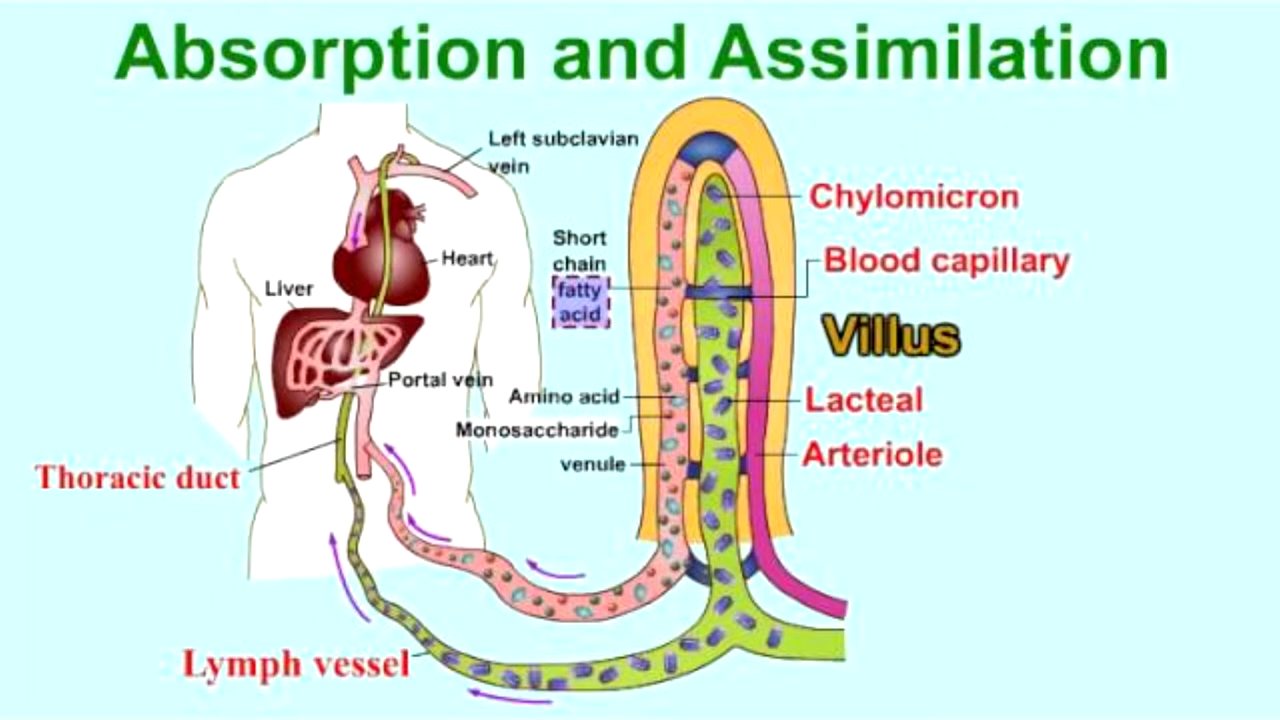 Absorption and Assimilation
Left subclavian
vein
Heart
Liver
Portal vein
Thoracic duct
Lymph vessel
Short
chain
fatty
acid
Amino acid
Monosaccharide
venule
Chylomicron
Blood capillary
Villus
Lacteal
Arteriole